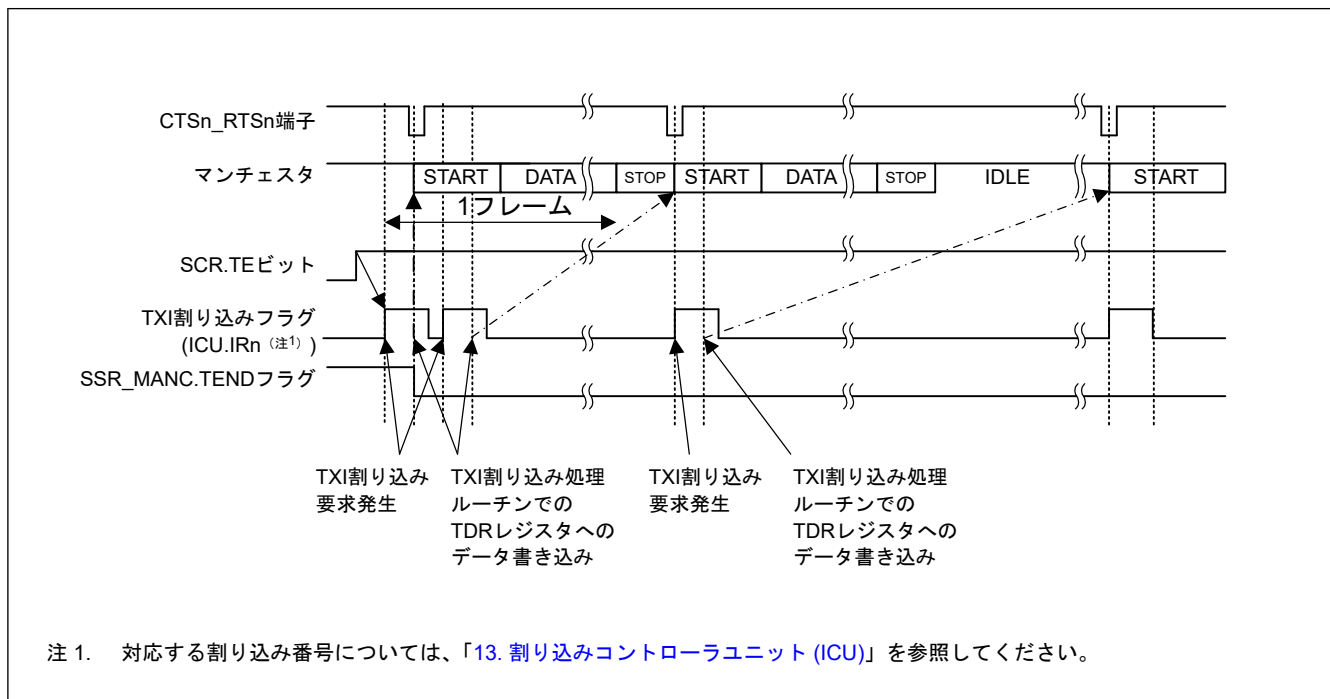 CTSn_RTSn端子
マンチェスタ
START DATA STOP START DATA STOP IDLE START
1フレーム
SCR.TEビット
TXI割り込みフラグ
(ICU.IRn（注1）)
SSR_MANC.TENDフラグ
TXI割り込み
要求発生
TXI割り込み処理
ルーチンでの
TDRレジスタへの
データ書き込み
TXI割り込み
要求発生
TXI割り込み処理
ルーチンでの
TDRレジスタへの
データ書き込み
注 1. 対応する割り込み番号については、「13. 割り込みコントローラユニット (ICU)」を参照してください。